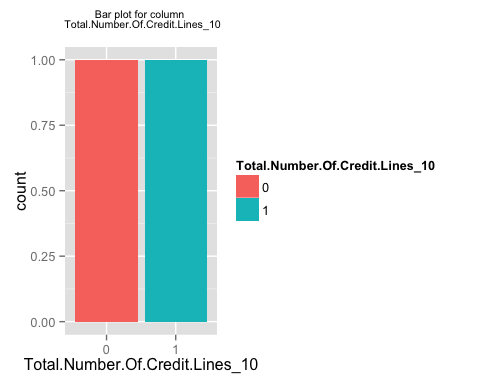 Bar plot for column
Total.Number.Of.Credit.Lines_10
1.00
0.75
0.50
0.25
0.00
count
0
1
Total.Number.Of.Credit.Lines_10
Total.Number.Of.Credit.Lines_10
0
1